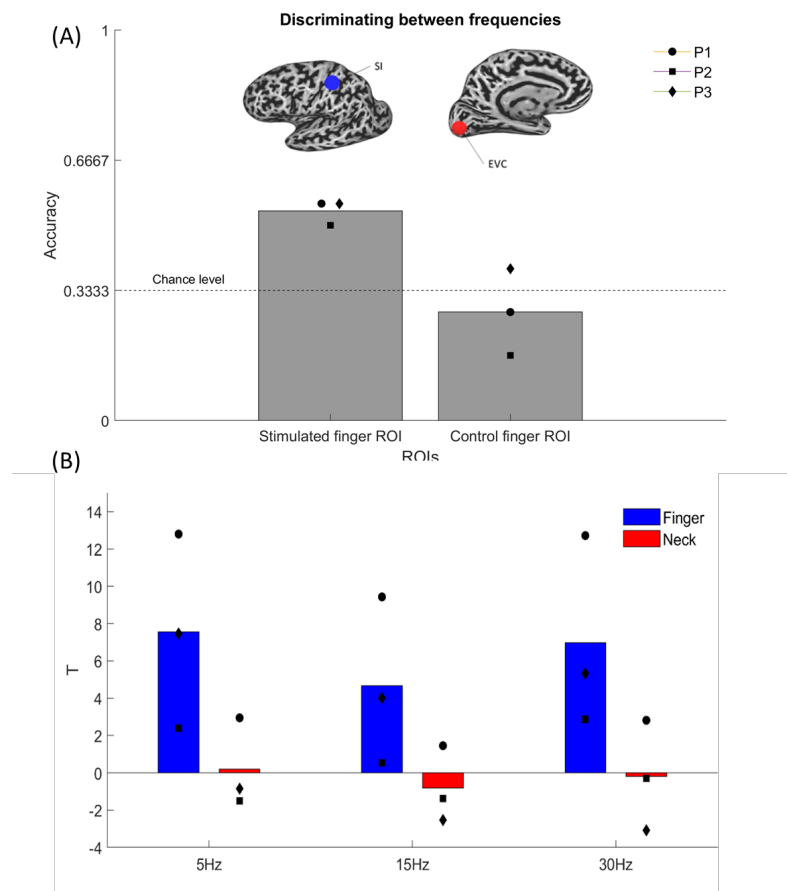 (A)
Discriminating between frequencies
1
0.6667
0.3333
0
Accuracy
SI
EVC
P1
P2
P3
Chance level
Stimulated finger ROI
Control finger ROI
ROIs
(B)
14
12
10
8
6
4
2
0
-2
-4
T
Finger
Neck
5Hz
15Hz
30Hz